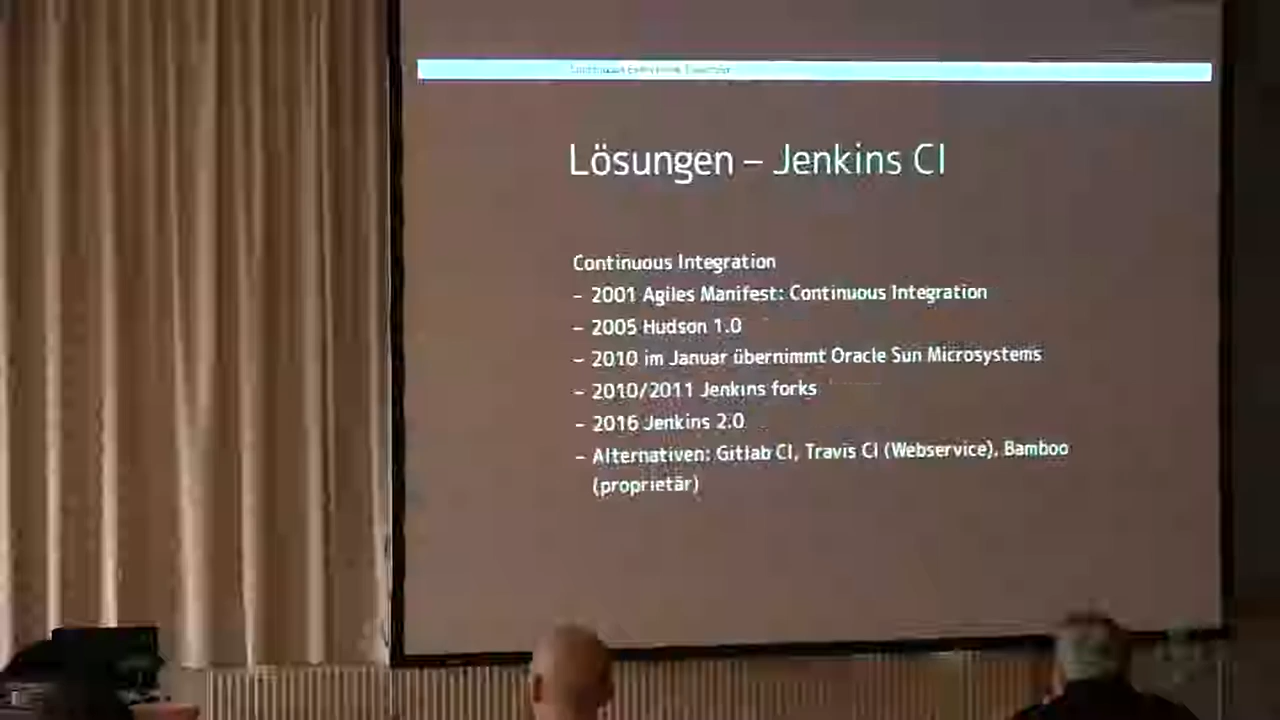 Lösungen – Jenkins CI
Continuous Integration
– 2001 Agiles Manifest: Continuous Integration
– 2005 Hudson 1.0
– 2010 im Januar übernimmt Oracle Sun Microsystems
– 2010/2011 Jenkins forks
– 2016 Jenkins 2.0
– Alternativen: Gitlab CI, Travis CI (Webservice), Bamboo
(proprietär)